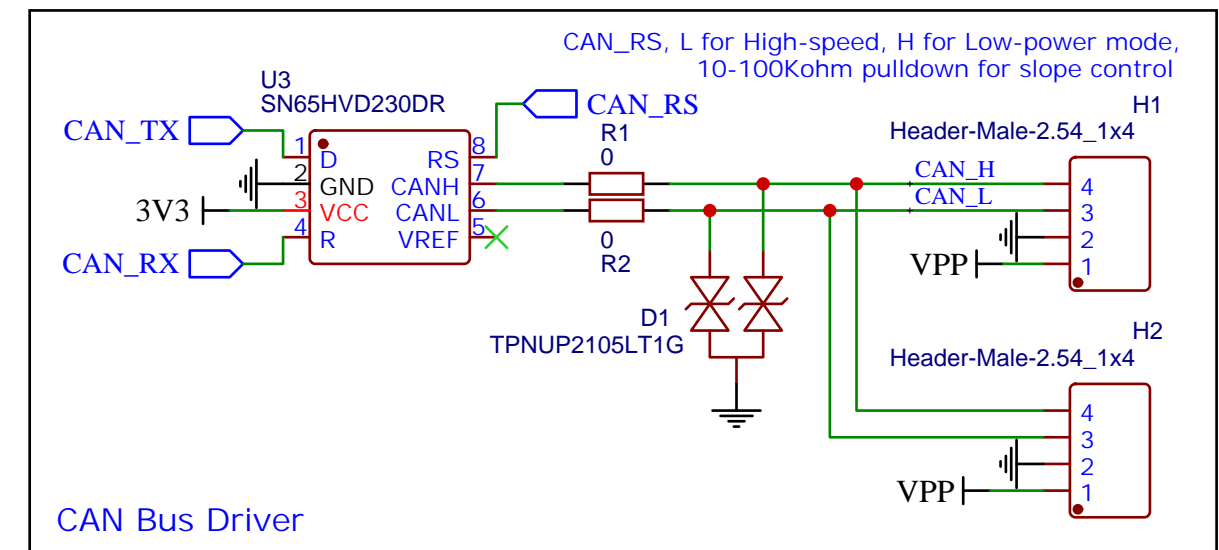 CAN_RS, L for High-speed, H for Low-power mode,
10-100Kohm pulldown for slope control
U3
SN65HVD230DR
CAN_TX
CAN_RS
1
D
2
GND
3V3
3
VCC
4
R
CAN_RX
RS
8
CANH
7
CANL
6
VREF
5
R1
0
0
R2
D1
TPNUP2105LT1G
H1
Header-Male-2.54_1x4
CAN_H
CAN_L
4
3
2
VPP
1
H2
Header-Male-2.54_1x4
4
3
2
VPP
1
CAN Bus Driver